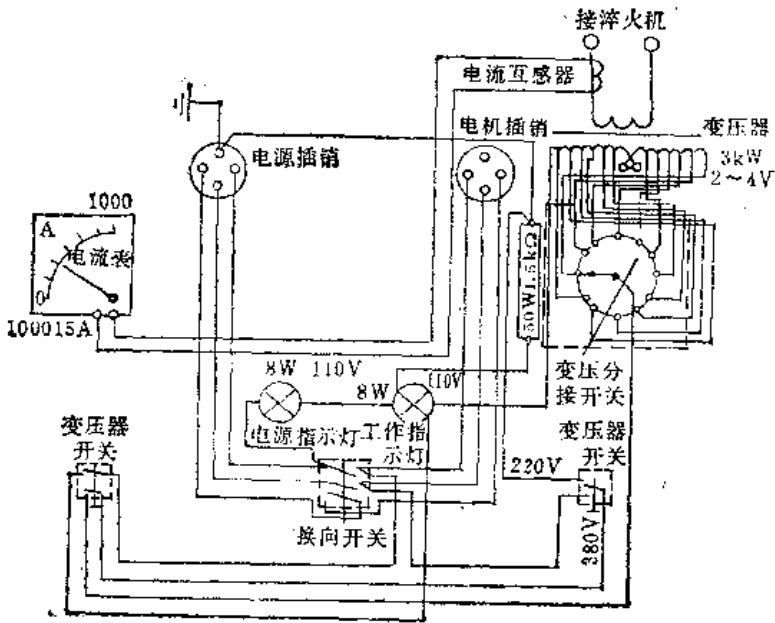 接淬火机
电流互感器
电机插销
变压器
3kW
2～4V
电源插销
1000
A
电流表
0
100015A
50W1.5kΩ
8W 110V
8W
110V
变压分
接开关
电源指示灯
工作指
示灯
变压器
开关
变压器
开关
220V
380V
换向开关